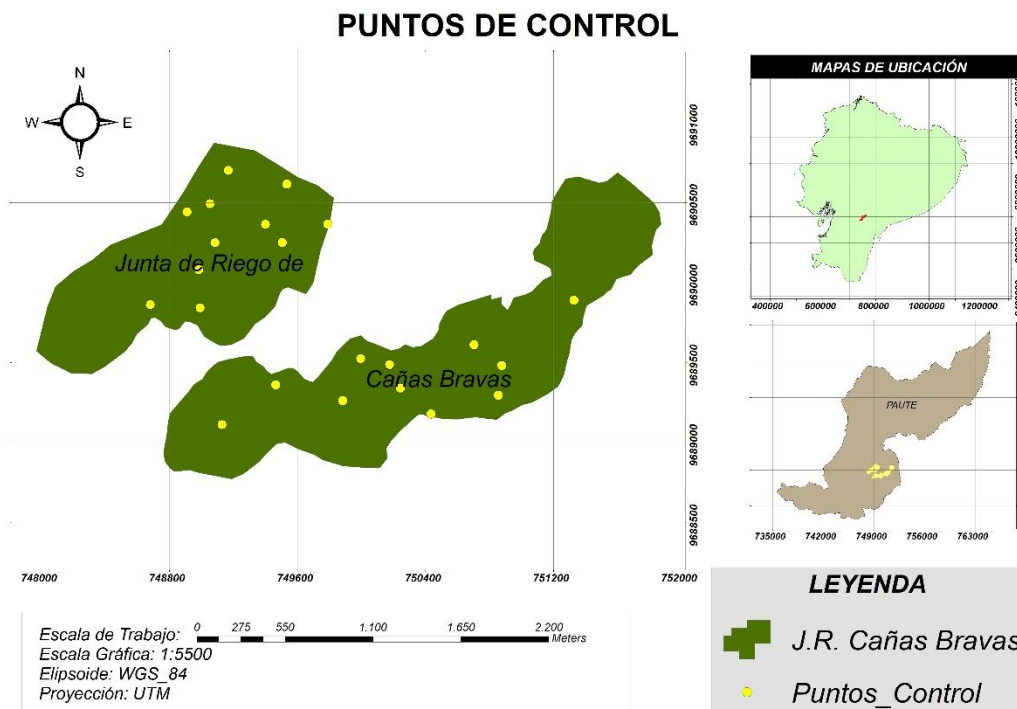 PUNTOS DE CONTROL
N
W E
S
Junta de Riego de
Cañas Bravas
9691000
9690500
9690000
9689500
9689000
9688500
748000 748800 749600 750400 751200 752000
Escala de Trabajo: 0 275 550 1.100 1.650 2.200
Meters
Escala Gráfica: 1:5500
Elipsoide: WGS_84
Proyección: UTM
MAPAS DE UBICACIÓN
400000 600000 800000 1000000 1200000
PAUTE
735000 742000 749000 756000 763000
LEYENDA
J.R. Cañas Bravas
Puntos_Control